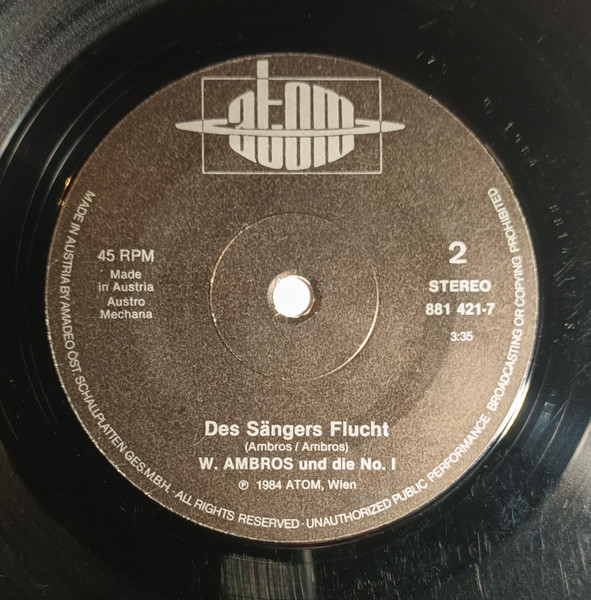 atom
45 RPM
Made
in Austria
Austro
Mechana
2
STEREO
881 421-7
3:35
Des Sängers Flucht
(Ambros / Ambros)
W. AMBROS und die No. I
℗ 1984 ATOM, Wien
MADE IN AUSTRIA BY AMADEO ÖST. SCHALLPLATTEN GES.M.B.H. · ALL RIGHTS RESERVED · UNAUTHORIZED PUBLIC PERFORMANCE · BROADCASTING OR COPYING PROHIBITED